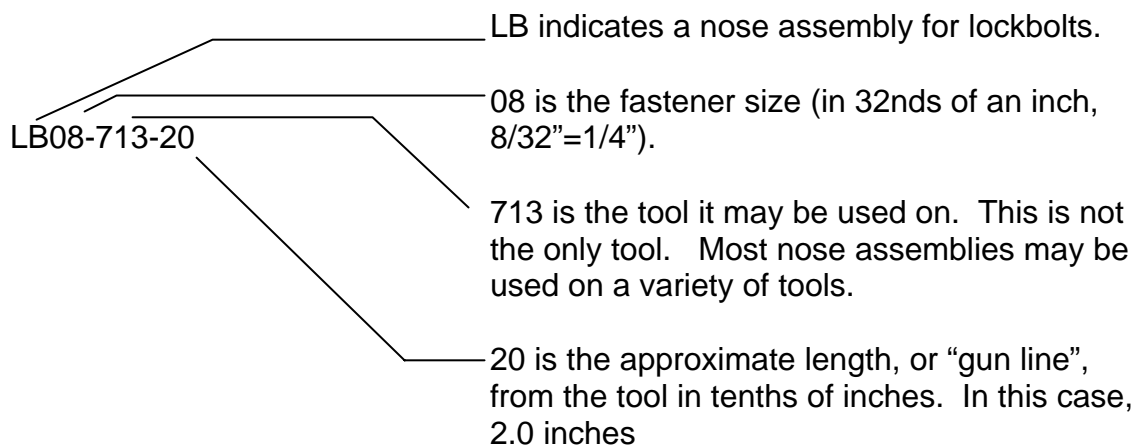 LB indicates a nose assembly for lockbolts.
08 is the fastener size (in 32nds of an inch,
8/32”=1/4”).
LB08-713-20
713 is the tool it may be used on.  This is not
the only tool.   Most nose assemblies may be
used on a variety of tools.
20 is the approximate length, or “gun line”,
from the tool in tenths of inches.  In this case,
2.0 inches